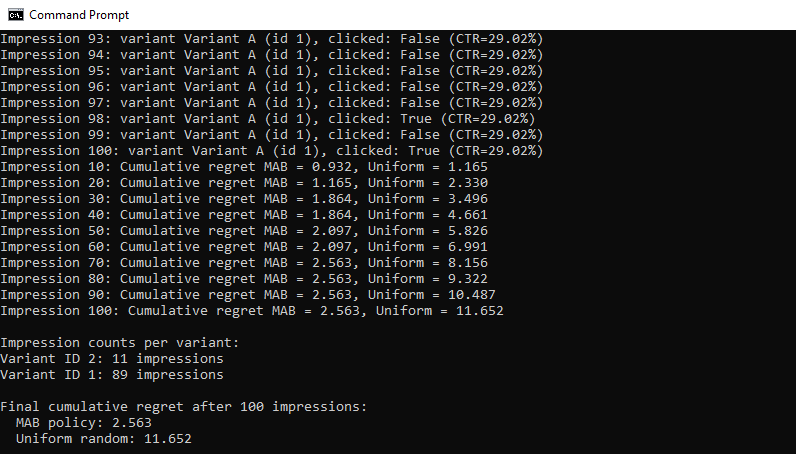 Command Prompt
Impression 93: variant Variant A (id 1), clicked: False (CTR=29.02%)
Impression 94: variant Variant A (id 1), clicked: False (CTR=29.02%)
Impression 95: variant Variant A (id 1), clicked: False (CTR=29.02%)
Impression 96: variant Variant A (id 1), clicked: False (CTR=29.02%)
Impression 97: variant Variant A (id 1), clicked: False (CTR=29.02%)
Impression 98: variant Variant A (id 1), clicked: True (CTR=29.02%)
Impression 99: variant Variant A (id 1), clicked: False (CTR=29.02%)
Impression 100: variant Variant A (id 1), clicked: True (CTR=29.02%)
Impression 10: Cumulative regret MAB = 0.932, Uniform = 1.165
Impression 20: Cumulative regret MAB = 1.165, Uniform = 2.330
Impression 30: Cumulative regret MAB = 1.864, Uniform = 3.496
Impression 40: Cumulative regret MAB = 1.864, Uniform = 4.661
Impression 50: Cumulative regret MAB = 2.097, Uniform = 5.826
Impression 60: Cumulative regret MAB = 2.097, Uniform = 6.991
Impression 70: Cumulative regret MAB = 2.563, Uniform = 8.156
Impression 80: Cumulative regret MAB = 2.563, Uniform = 9.322
Impression 90: Cumulative regret MAB = 2.563, Uniform = 10.487
Impression 100: Cumulative regret MAB = 2.563, Uniform = 11.652
Impression counts per variant:
Variant ID 2: 11 impressions
Variant ID 1: 89 impressions
Final cumulative regret after 100 impressions:
MAB policy: 2.563
Uniform random: 11.652